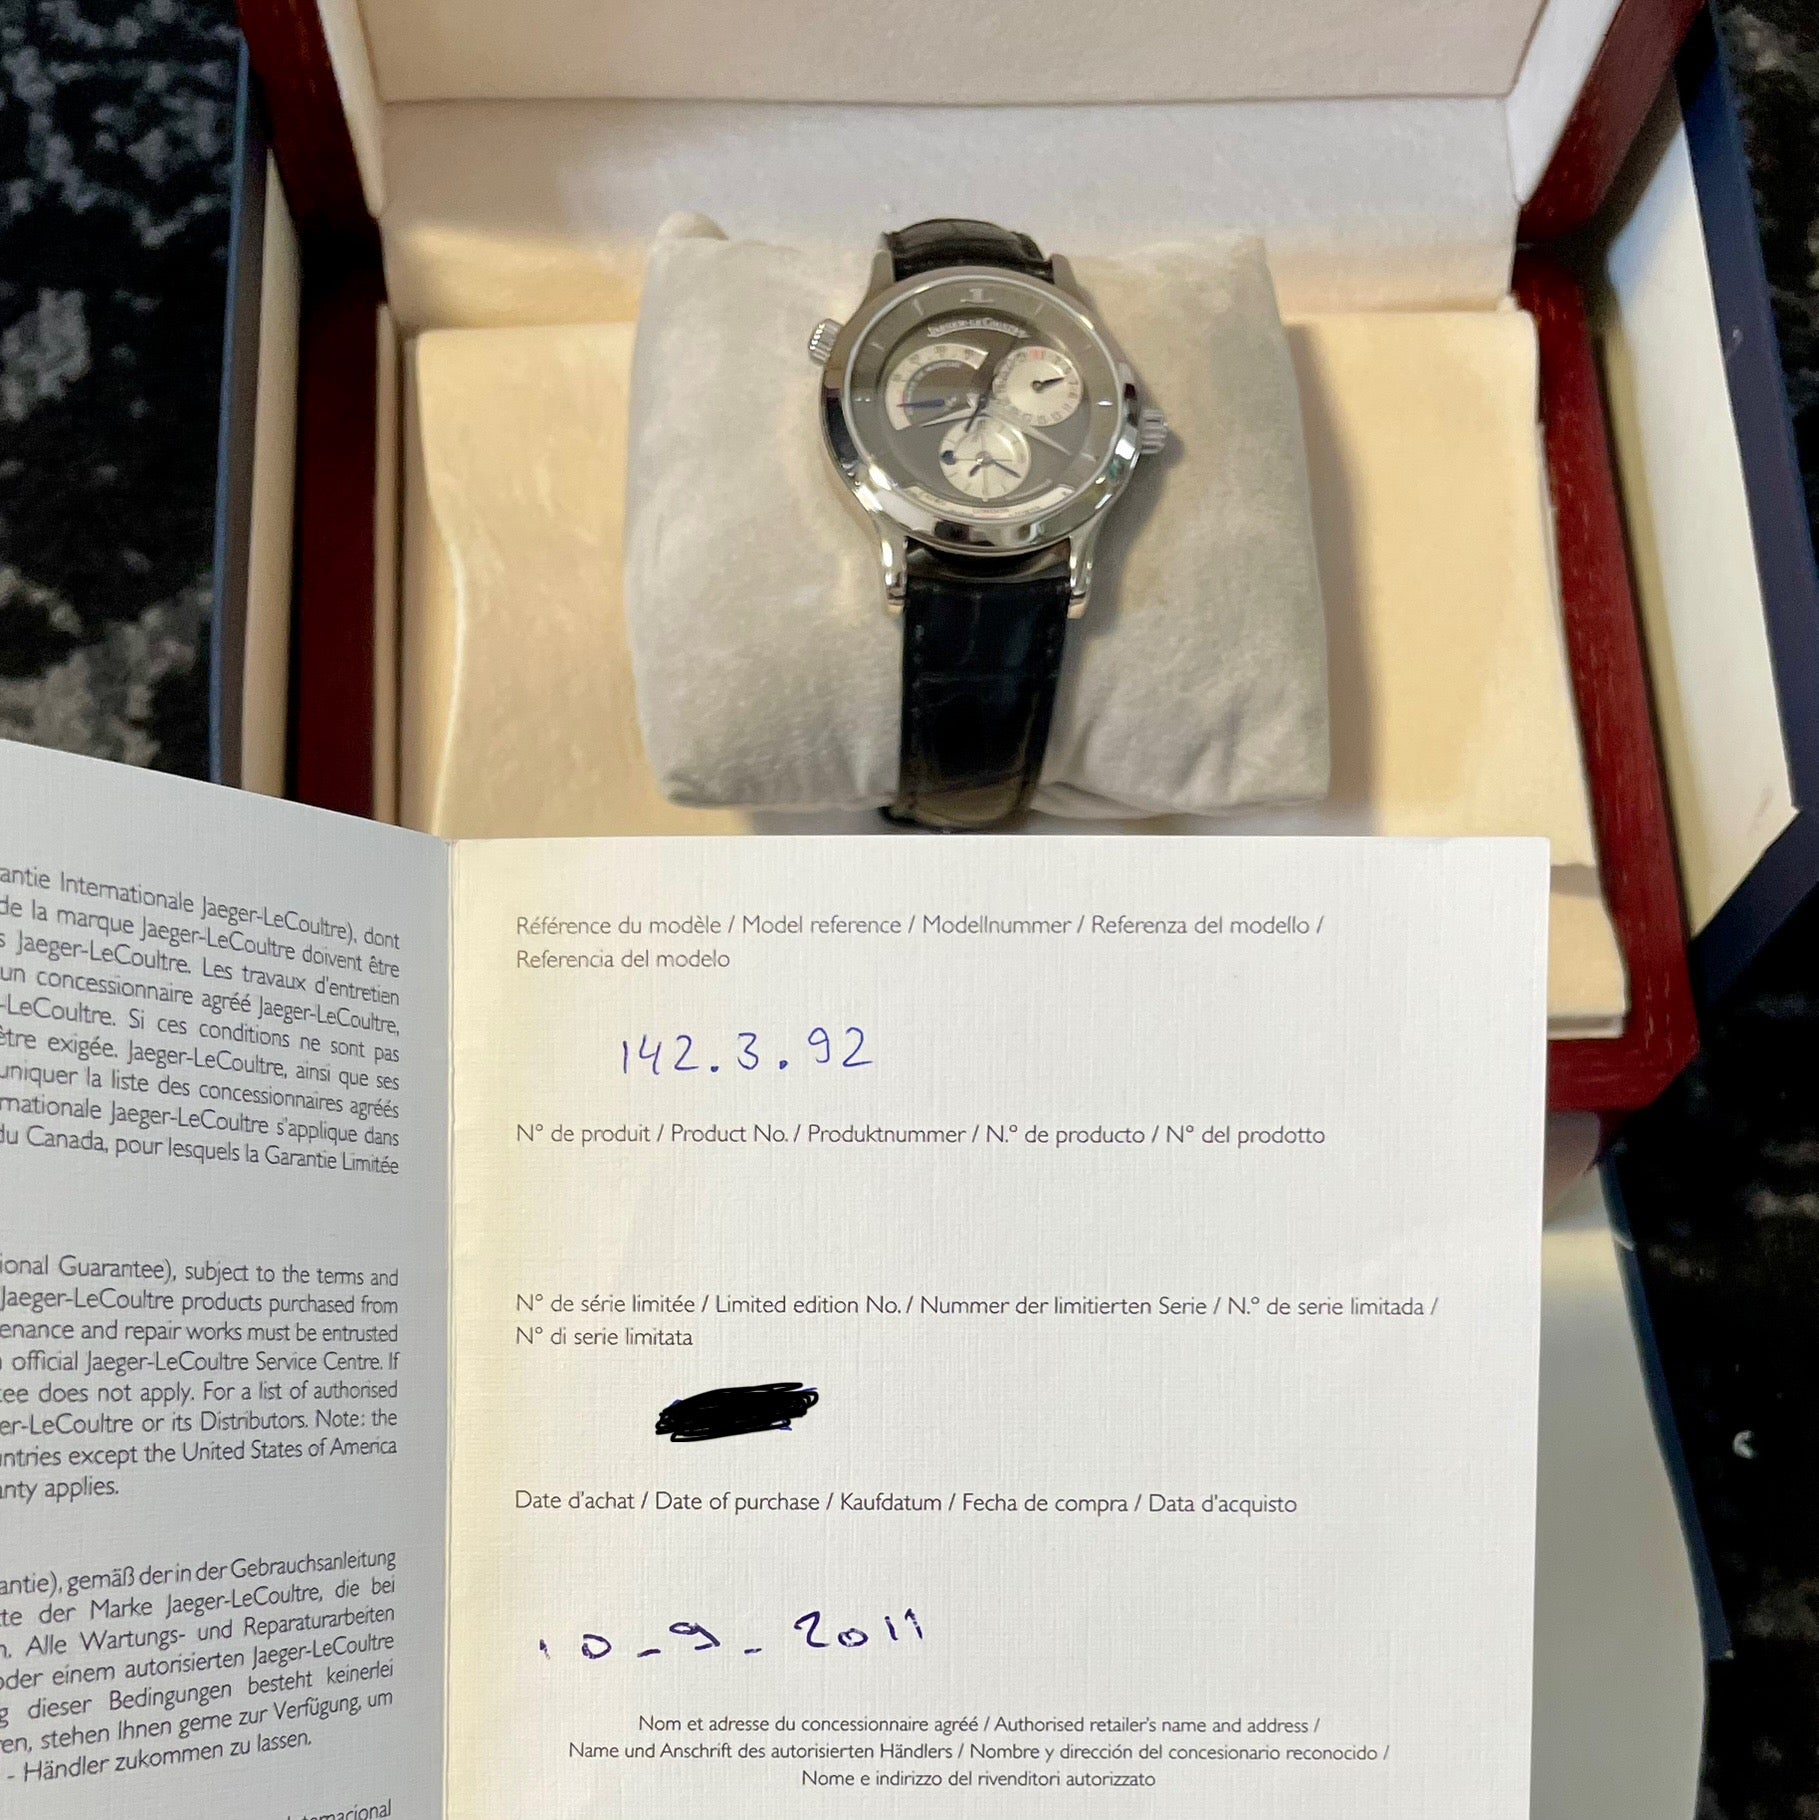 JAEGER-LECOULTRE
LONDON
antie Internationale Jaeger-LeCoultre), dont
de la marque Jaeger-LeCoultre doivent être
s Jaeger-LeCoultre. Les travaux d'entretien
un concessionnaire agréé Jaeger-LeCoultre,
-LeCoultre. Si ces conditions ne sont pas
être exigée. Jaeger-LeCoultre, ainsi que ses
uniquer la liste des concessionnaires agréés
rnationale Jaeger-LeCoultre s'applique dans
du Canada, pour lesquels la Garantie Limitée
ional Guarantee), subject to the terms and
Jaeger-LeCoultre products purchased from
enance and repair works must be entrusted
official Jaeger-LeCoultre Service Centre. If
ee does not apply. For a list of authorised
er-LeCoultre or its Distributors. Note: the
untries except the United States of America
anty applies.
antie), gemäß der in der Gebrauchsanleitung
te der Marke Jaeger-LeCoultre, die bei
n. Alle Wartungs- und Reparaturarbeiten
oder einem autorisierten Jaeger-LeCoultre
g dieser Bedingungen besteht keinerlei
en, stehen Ihnen gerne zur Verfügung, um
- Händler zukommen zu lassen.
Référence du modèle / Model reference / Modellnummer / Referenza del modello /
Referencia del modelo
142.3.92
N° de produit / Product No. / Produktnummer / N.° de producto / N° del prodotto
N° de série limitée / Limited edition No. / Nummer der limitierten Serie / N.° de serie limitada /
N° di serie limitata
Date d'achat / Date of purchase / Kaufdatum / Fecha de compra / Data d'acquisto
10-9-2011
Nom et adresse du concessionnaire agréé / Authorised retailer's name and address /
Name und Anschrift des autorisierten Händlers / Nombre y dirección del concesionario reconocido /
Nome e indirizzo del rivenditori autorizzato